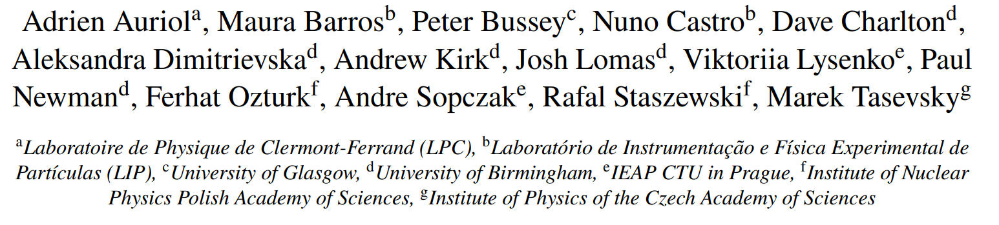 Adrien Auriolᵃ, Maura Barrosᵇ, Peter Busseyᶜ, Nuno Castroᵇ, Dave Charltonᵈ,
Aleksandra Dimitrievskaᵈ, Andrew Kirkᵈ, Josh Lomasᵈ, Viktoriia Lysenkoᵉ, Paul
Newmanᵈ, Ferhat Ozturkᶠ, Andre Sopczakᵉ, Rafal Staszewskiᶠ, Marek Tasevskyᵍ
ᵃLaboratoire de Physique de Clermont-Ferrand (LPC), ᵇLaboratório de Instrumentação e Física Experimental de
Partículas (LIP), ᶜUniversity of Glasgow, ᵈUniversity of Birmingham, ᵉIEAP CTU in Prague, ᶠInstitute of Nuclear
Physics Polish Academy of Sciences, ᵍInstitute of Physics of the Czech Academy of Sciences